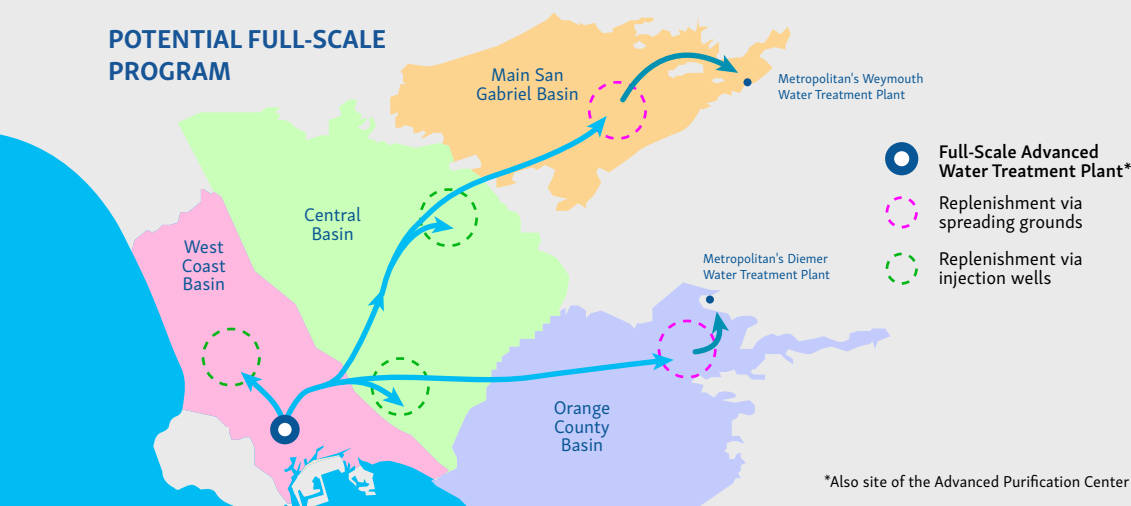 POTENTIAL FULL-SCALE
PROGRAM
Main San
Gabriel Basin
Metropolitan's Weymouth
Water Treatment Plant
Full-Scale Advanced
Water Treatment Plant*
Replenishment via
spreading grounds
Replenishment via
injection wells
Central
Basin
West
Coast
Basin
Metropolitan's Diemer
Water Treatment Plant
Orange
County
Basin
*Also site of the Advanced Purification Center